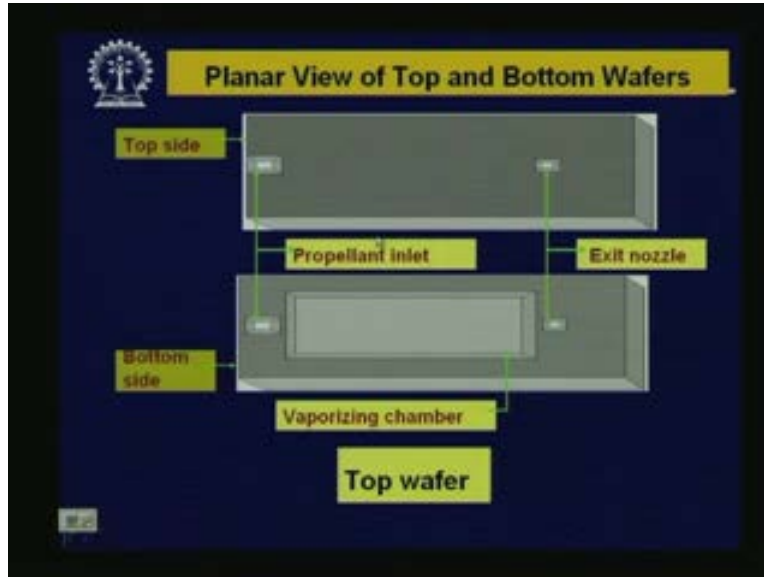 Planar View of Top and Bottom Wafers
Top side
Propellant inlet
Exit nozzle
Bottom
side
Vaporizing chamber
Top wafer